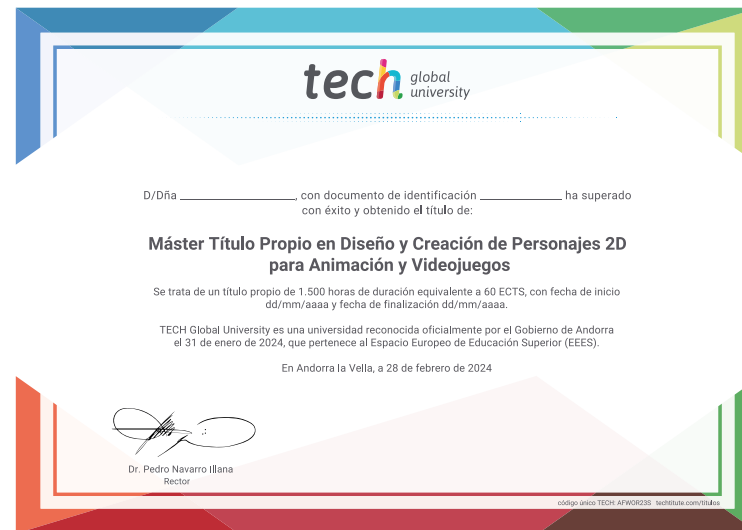 tech global university
D/Dña ____________________, con documento de identificación ______________ ha superado
con éxito y obtenido el título de:
Máster Título Propio en Diseño y Creación de Personajes 2D
para Animación y Videojuegos
Se trata de un título propio de 1.500 horas de duración equivalente a 60 ECTS, con fecha de inicio
dd/mm/aaaa y fecha de finalización dd/mm/aaaa.
TECH Global University es una universidad reconocida oficialmente por el Gobierno de Andorra
el 31 de enero de 2024, que pertenece al Espacio Europeo de Educación Superior (EEES).
En Andorra la Vella, a 28 de febrero de 2024
Dr. Pedro Navarro Illana
Rector
código único TECH: AFWOR23S techtitute.com/titulos